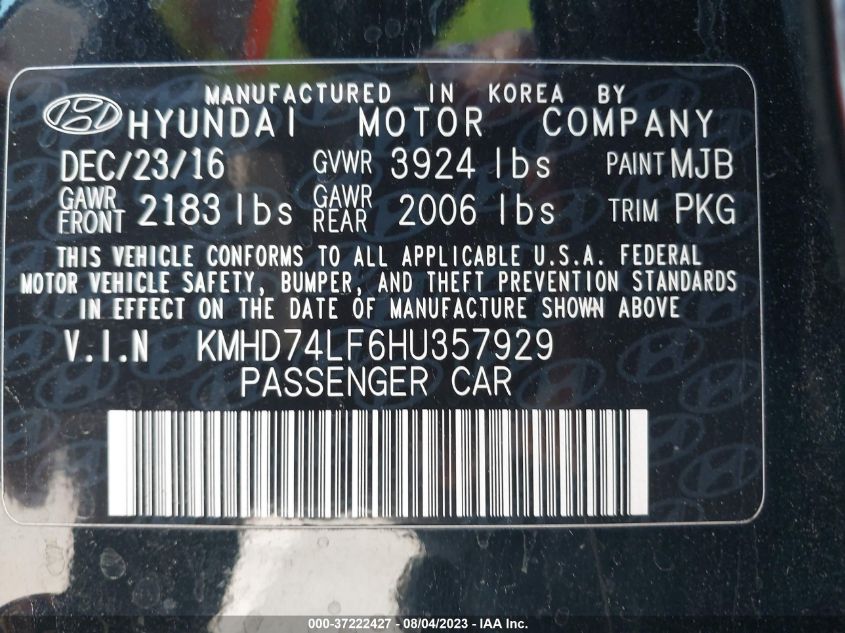 MANUFACTURED IN KOREA BY
HYUNDAI MOTOR COMPANY
DEC/23/16 GVWR 3924 lbs PAINT MJB
GAWR FRONT 2183 lbs GAWR REAR 2006 lbs TRIM PKG
THIS VEHICLE CONFORMS TO ALL APPLICABLE U.S.A. FEDERAL
MOTOR VEHICLE SAFETY, BUMPER, AND THEFT PREVENTION STANDARDS
IN EFFECT ON THE DATE OF MANUFACTURE SHOWN ABOVE
V.I.N KMHD74LF6HU357929
PASSENGER CAR
000-37222427 - 08/04/2023 - IAA Inc.